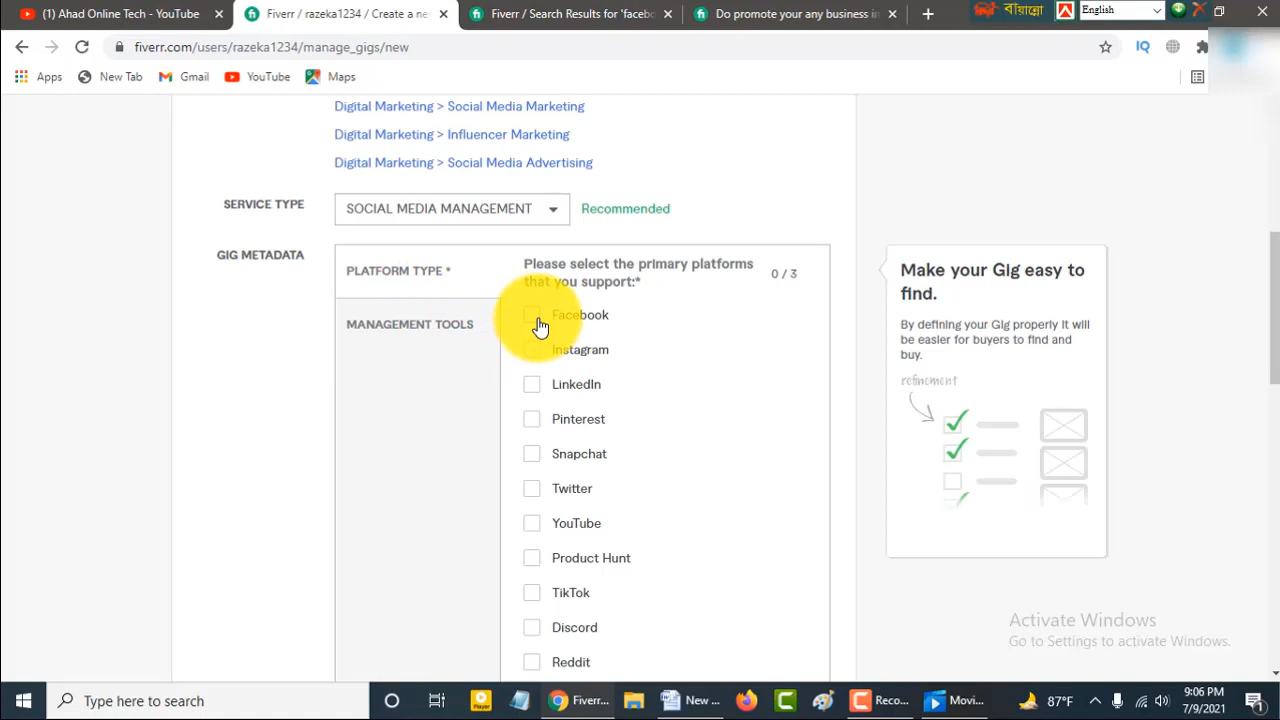 (1) Ahad Online Tech - YouTube
Fiverr / razeka1234 / Create a ne
Fiverr / Search Results for 'facebo
Do promote your any business in
English
fiverr.com/users/razeka1234/manage_gigs/new
IQ
Apps
New Tab
Gmail
YouTube
Maps
Digital Marketing > Social Media Marketing
Digital Marketing > Influencer Marketing
Digital Marketing > Social Media Advertising
SERVICE TYPE
SOCIAL MEDIA MANAGEMENT
Recommended
GIG METADATA
PLATFORM TYPE *
Please select the primary platforms
that you support:*
0 / 3
MANAGEMENT TOOLS
Facebook
Instagram
LinkedIn
Pinterest
Snapchat
Twitter
YouTube
Product Hunt
TikTok
Discord
Reddit
Make your Gig easy to
find.
By defining your Gig properly it will
be easier for buyers to find and
buy.
refinement
Activate Windows
Go to Settings to activate Windows.
Type here to search
Player
Fiverr...
New ...
Reco...
Movi...
87°F
9:06 PM
7/9/2021